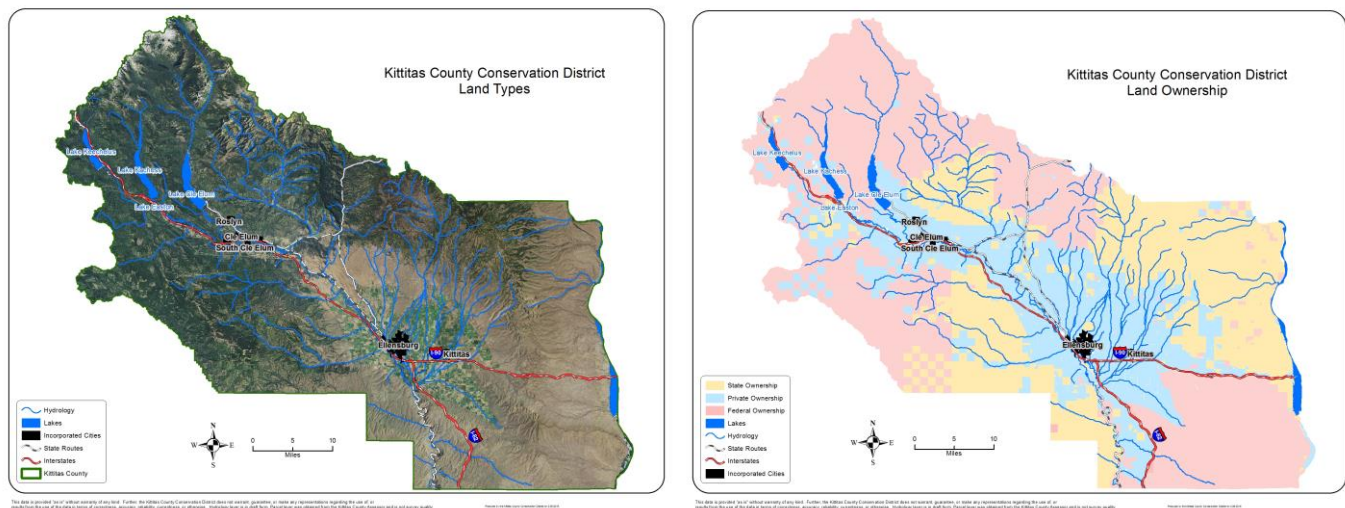 Kittitas County Conservation District
Land Types
Lake Keechelus
Lake Kachess
Lake Cle Elum
Lake Easton
Roslyn
Cle Elum
South Cle Elum
Ellensburg
Kittitas
Hydrology
Lakes
Incorporated Cities
State Routes
Interstates
Kittitas County
N
W
E
S
0 5 10
Miles
Kittitas County Conservation District
Land Ownership
Lake Keechelus
Lake Kachess
Lake Cle Elum
Lake Easton
Roslyn
Cle Elum
South Cle Elum
Ellensburg
Kittitas
State Ownership
Private Ownership
Federal Ownership
Lakes
Hydrology
State Routes
Interstates
Incorporated Cities
N
W
E
S
0 5 10
Miles